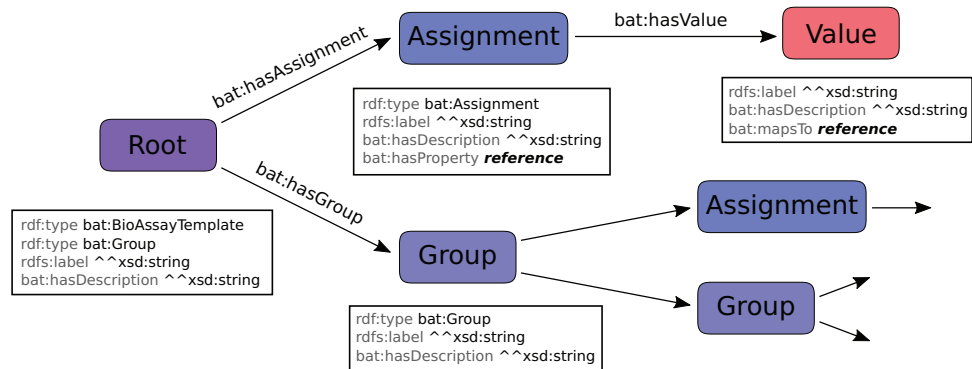 Assignment
bat:hasValue
Value
bat:hasAssignment
rdf:type bat:Assignment
rdfs:label ^^xsd:string
bat:hasDescription ^^xsd:string
bat:hasProperty reference
rdfs:label ^^xsd:string
bat:hasDescription ^^xsd:string
bat:mapsTo reference
Root
bat:hasGroup
rdf:type bat:BioAssayTemplate
rdf:type bat:Group
rdfs:label ^^xsd:string
bat:hasDescription ^^xsd:string
Group
Assignment
Group
rdf:type bat:Group
rdfs:label ^^xsd:string
bat:hasDescription ^^xsd:string